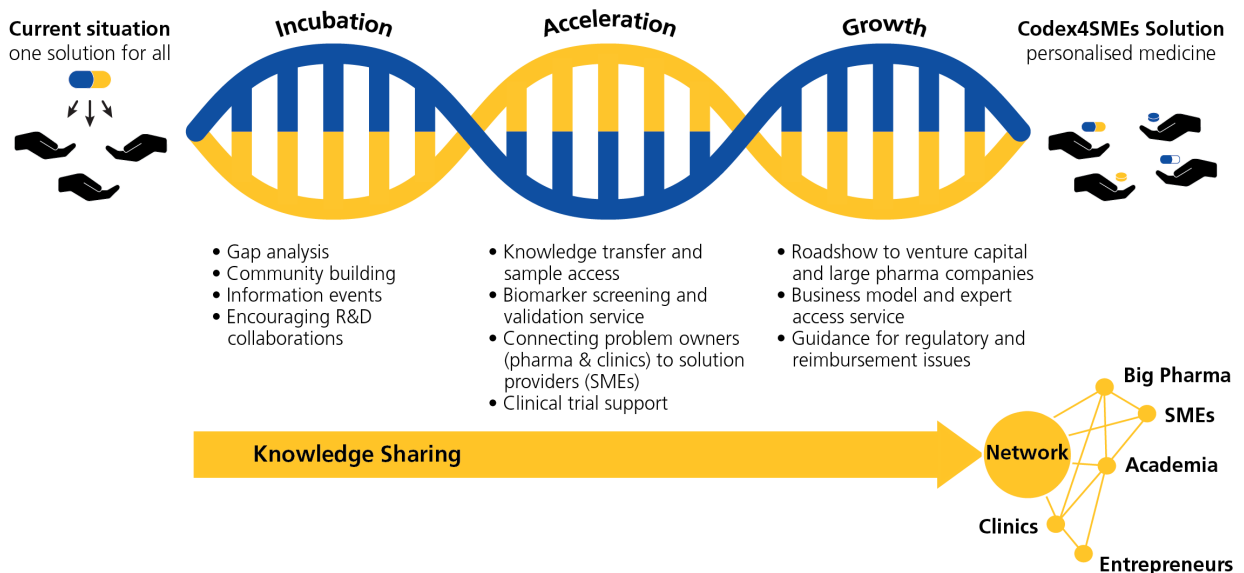 Current situation
one solution for all
Incubation
Acceleration
Growth
Codex4SMEs Solution
personalised medicine
• Gap analysis
• Community building
• Information events
• Encouraging R&D
collaborations
• Knowledge transfer and
sample access
• Biomarker screening and
validation service
• Connecting problem owners
(pharma & clinics) to solution
providers (SMEs)
• Clinical trial support
• Roadshow to venture capital
and large pharma companies
• Business model and expert
access service
• Guidance for regulatory and
reimbursement issues
Knowledge Sharing
Network
Big Pharma
SMEs
Academia
Clinics
Entrepreneurs